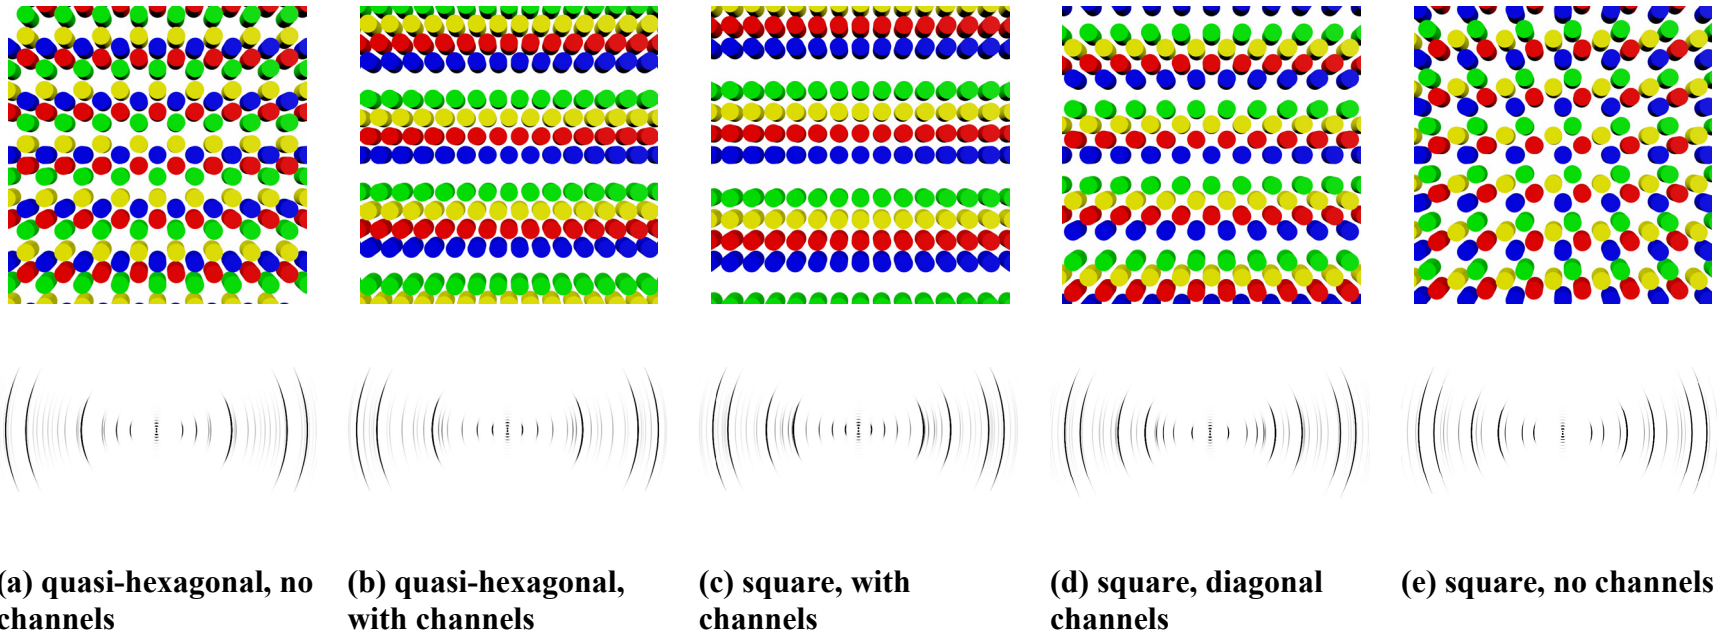 (a) quasi-hexagonal, no
channels
(b) quasi-hexagonal,
with channels
(c) square, with
channels
(d) square, diagonal
channels
(e) square, no channels